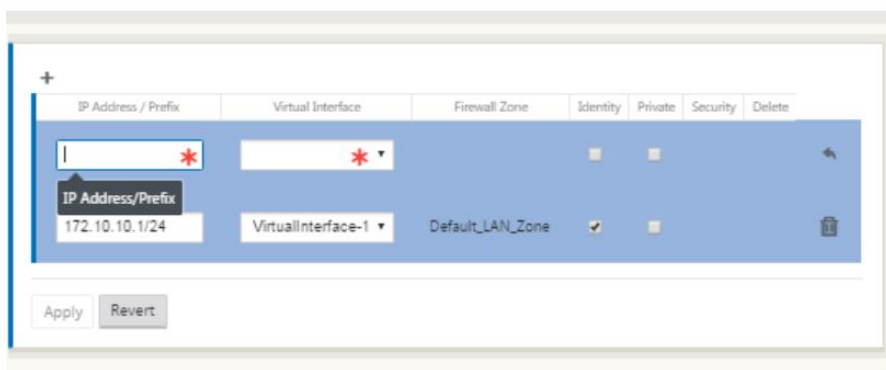 +
IP Address / Prefix Virtual Interface Firewall Zone Identity Private Security Delete
* *
IP Address/Prefix
172.10.10.1/24 VirtualInterface-1 Default_LAN_Zone
Apply Revert